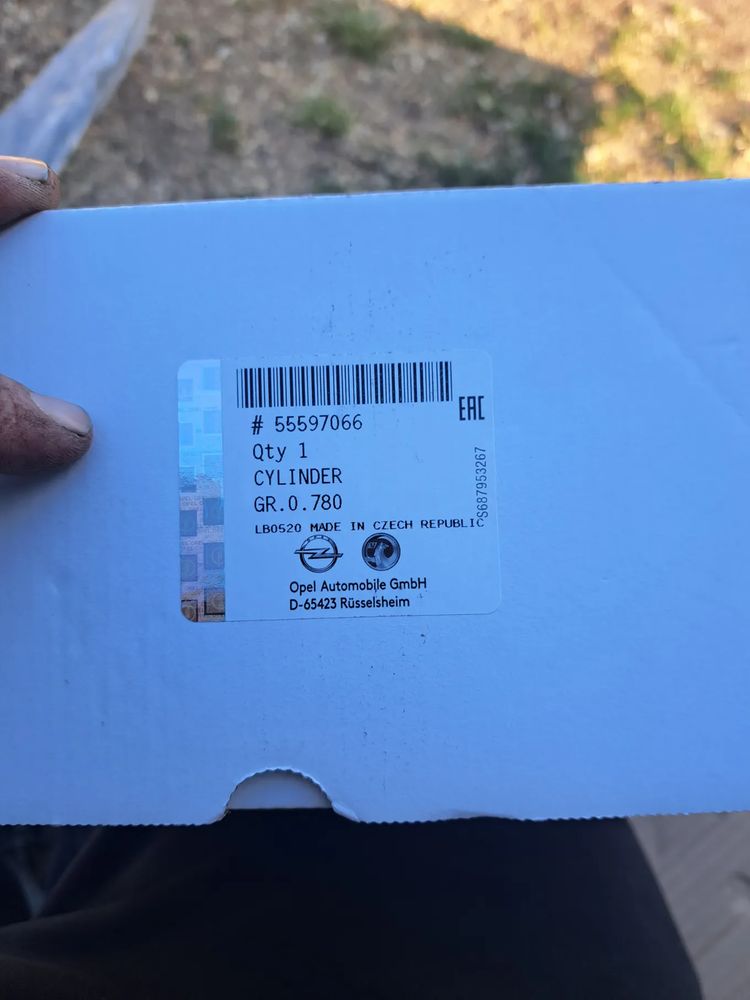 # 55597066
EAC
Qty 1
CYLINDER
GR.0.780
S687953267
LB0520 MADE IN CZECH REPUBLIC
Opel Automobile GmbH
D-65423 Rüsselsheim